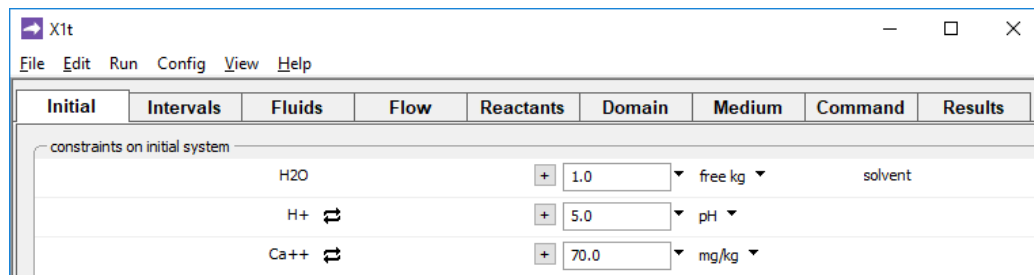 X1t
File Edit Run Config View Help
Initial Intervals Fluids Flow Reactants Domain Medium Command Results
constraints on initial system
H2O + 1.0 free kg solvent
H+ + 5.0 pH
Ca++ + 70.0 mg/kg